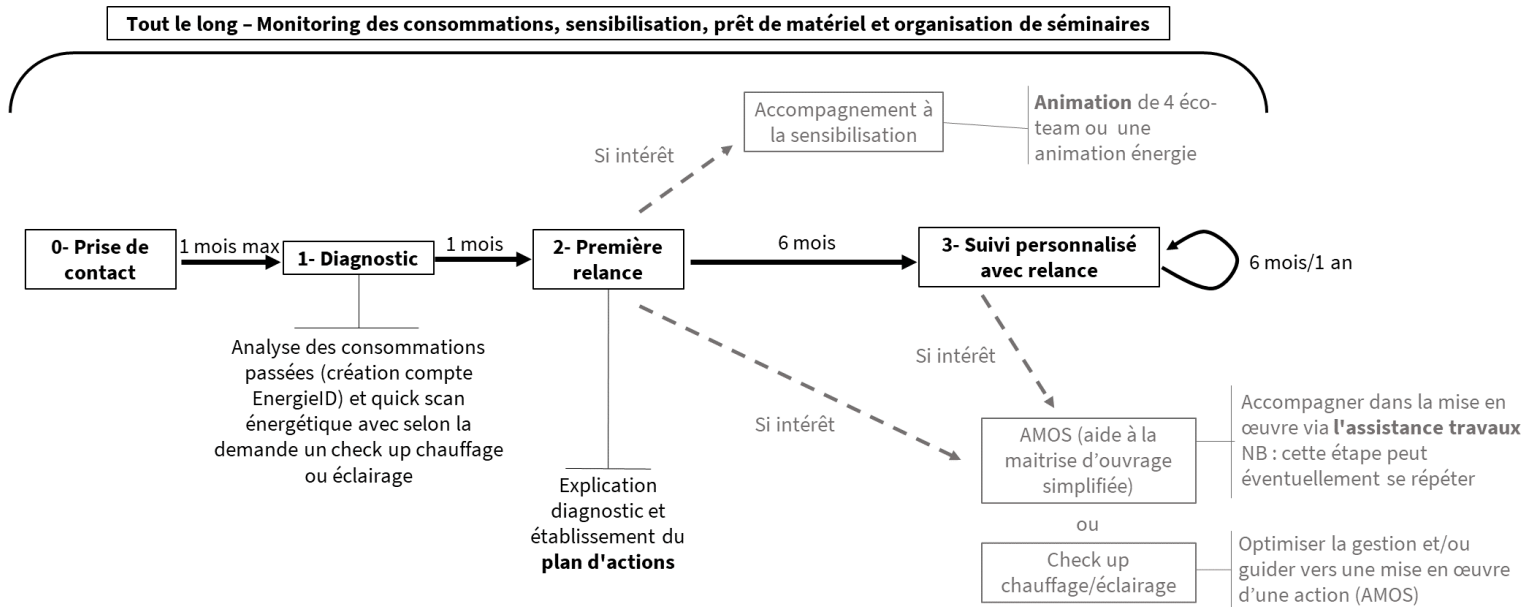 Tout le long – Monitoring des consommations, sensibilisation, prêt de matériel et organisation de séminaires
Accompagnement à
la sensibilisation
Animation de 4 éco-
team ou une
animation énergie
Si intérêt
0- Prise de
contact
1 mois max
1- Diagnostic
1 mois
2- Première
relance
6 mois
3- Suivi personnalisé
avec relance
6 mois/1 an
Analyse des consommations
passées (création compte
EnergieID) et quick scan
énergétique avec selon la
demande un check up chauffage
ou éclairage
Explication
diagnostic et
établissement du
plan d'actions
Si intérêt
Si intérêt
AMOS (aide à la
maitrise d’ouvrage
simplifiée)
Accompagner dans la mise en
œuvre via l'assistance travaux
NB : cette étape peut
éventuellement se répéter
ou
Check up
chauffage/éclairage
Optimiser la gestion et/ou
guider vers une mise en œuvre
d’une action (AMOS)